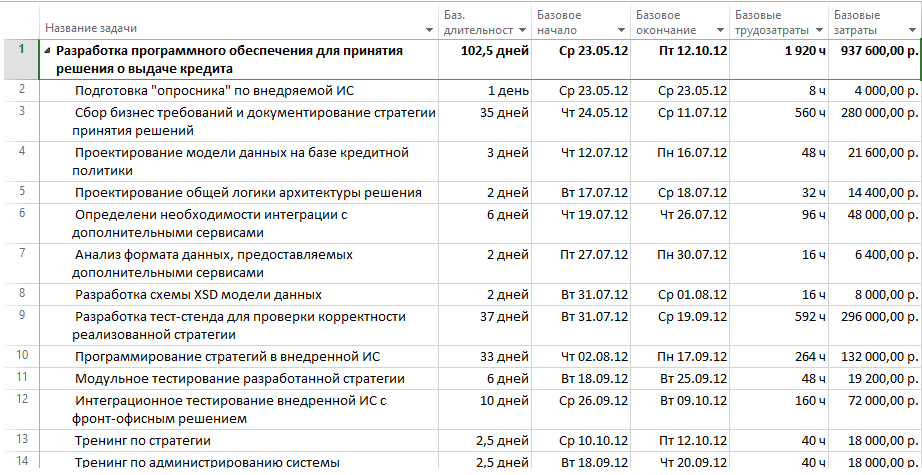 Название задачи Баз. длительност Базовое начало Базовое окончание Базовые трудозатраты Базовые затраты
1 Разработка программного обеспечения для принятия 102,5 дней Ср 23.05.12 Пт 12.10.12 1 920 ч 937 600,00 р.
решения о выдаче кредита
2 Подготовка "опросника" по внедряемой ИС 1 день Ср 23.05.12 Ср 23.05.12 8 ч 4 000,00 р.
3 Сбор бизнес требований и документирование стратегии 35 дней Чт 24.05.12 Ср 11.07.12 560 ч 280 000,00 р.
принятия решений
4 Проектирование модели данных на базе кредитной 3 дней Чт 12.07.12 Пн 16.07.12 48 ч 21 600,00 р.
политики
5 Проектирование общей логики архитектуры решения 2 дней Вт 17.07.12 Ср 18.07.12 32 ч 14 400,00 р.
6 Определени необходимости интеграции с 6 дней Чт 19.07.12 Чт 26.07.12 96 ч 48 000,00 р.
дополнительными сервисами
7 Анализ формата данных, предоставляемых 2 дней Пт 27.07.12 Пн 30.07.12 16 ч 6 400,00 р.
дополнительными сервисами
8 Разработка схемы XSD модели данных 2 дней Вт 31.07.12 Ср 01.08.12 16 ч 8 000,00 р.
9 Разработка тест-стенда для проверки корректности 37 дней Вт 31.07.12 Ср 19.09.12 592 ч 296 000,00 р.
реализованной стратегии
10 Программирование стратегий в внедренной ИС 33 дней Чт 02.08.12 Пн 17.09.12 264 ч 132 000,00 р.
11 Модульное тестирование разработанной стратегии 6 дней Вт 18.09.12 Вт 25.09.12 48 ч 19 200,00 р.
12 Интеграционное тестирование внедренной ИС с 10 дней Ср 26.09.12 Вт 09.10.12 160 ч 72 000,00 р.
фронт-офисным решением
13 Тренинг по стратегии 2,5 дней Ср 10.10.12 Пт 12.10.12 40 ч 18 000,00 р.
14 Тренинг по администрированию системы 2,5 дней Вт 18.09.12 Чт 20.09.12 40 ч 18 000,00 р.